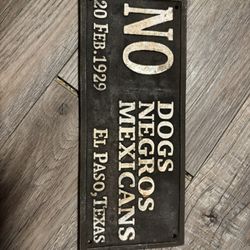 NO
DOGS
NEGROS
MEXICANS
20 FEB.1929 EL PASO,TEXAS